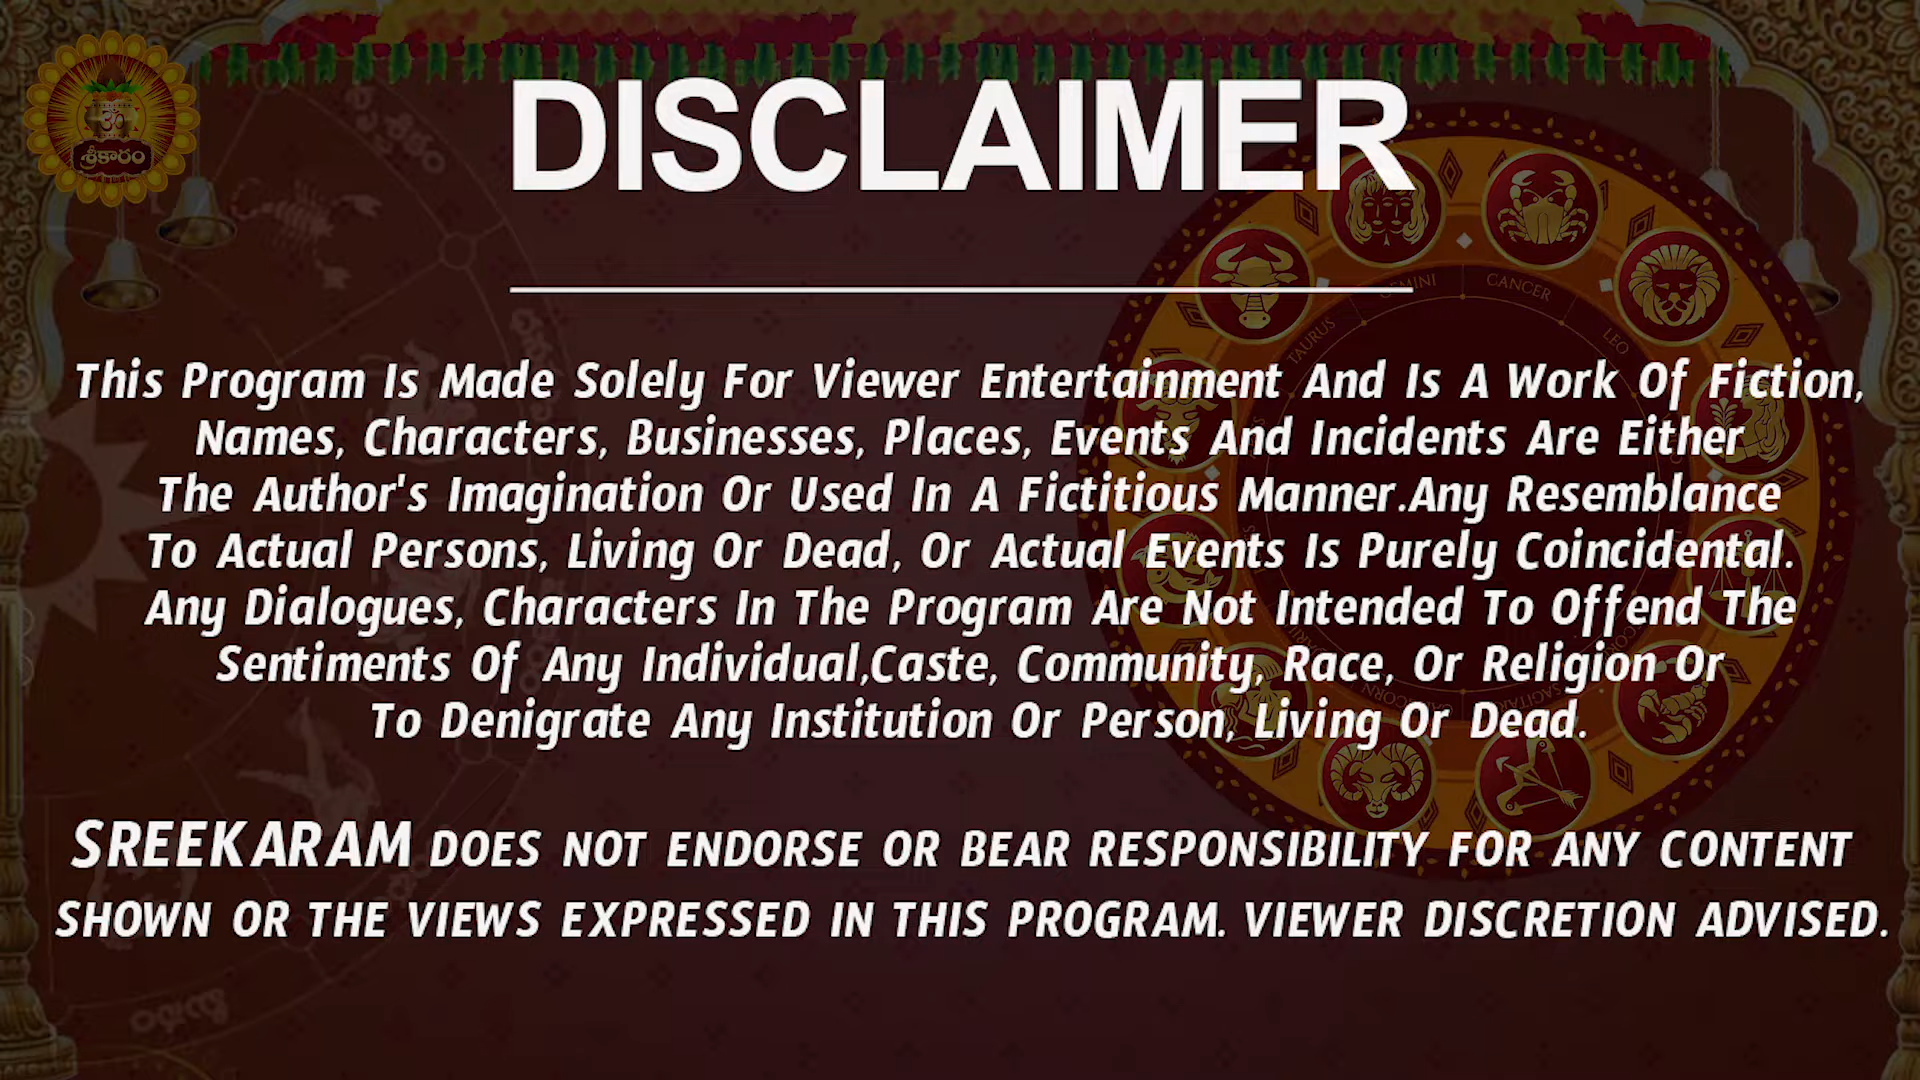 శ్రీకారం
DISCLAIMER
GEMINI
CANCER
TAURUS
LEO
This Program Is Made Solely For Viewer Entertainment And Is A Work Of Fiction,
Names, Characters, Businesses, Places, Events And Incidents Are Either
The Author's Imagination Or Used In A Fictitious Manner.Any Resemblance
To Actual Persons, Living Or Dead, Or Actual Events Is Purely Coincidental.
Any Dialogues, Characters In The Program Are Not Intended To Offend The
Sentiments Of Any Individual,Caste, Community, Race, Or Religion Or
To Denigrate Any Institution Or Person, Living Or Dead.
SREEKARAM DOES NOT ENDORSE OR BEAR RESPONSIBILITY FOR ANY CONTENT
SHOWN OR THE VIEWS EXPRESSED IN THIS PROGRAM. VIEWER DISCRETION ADVISED.